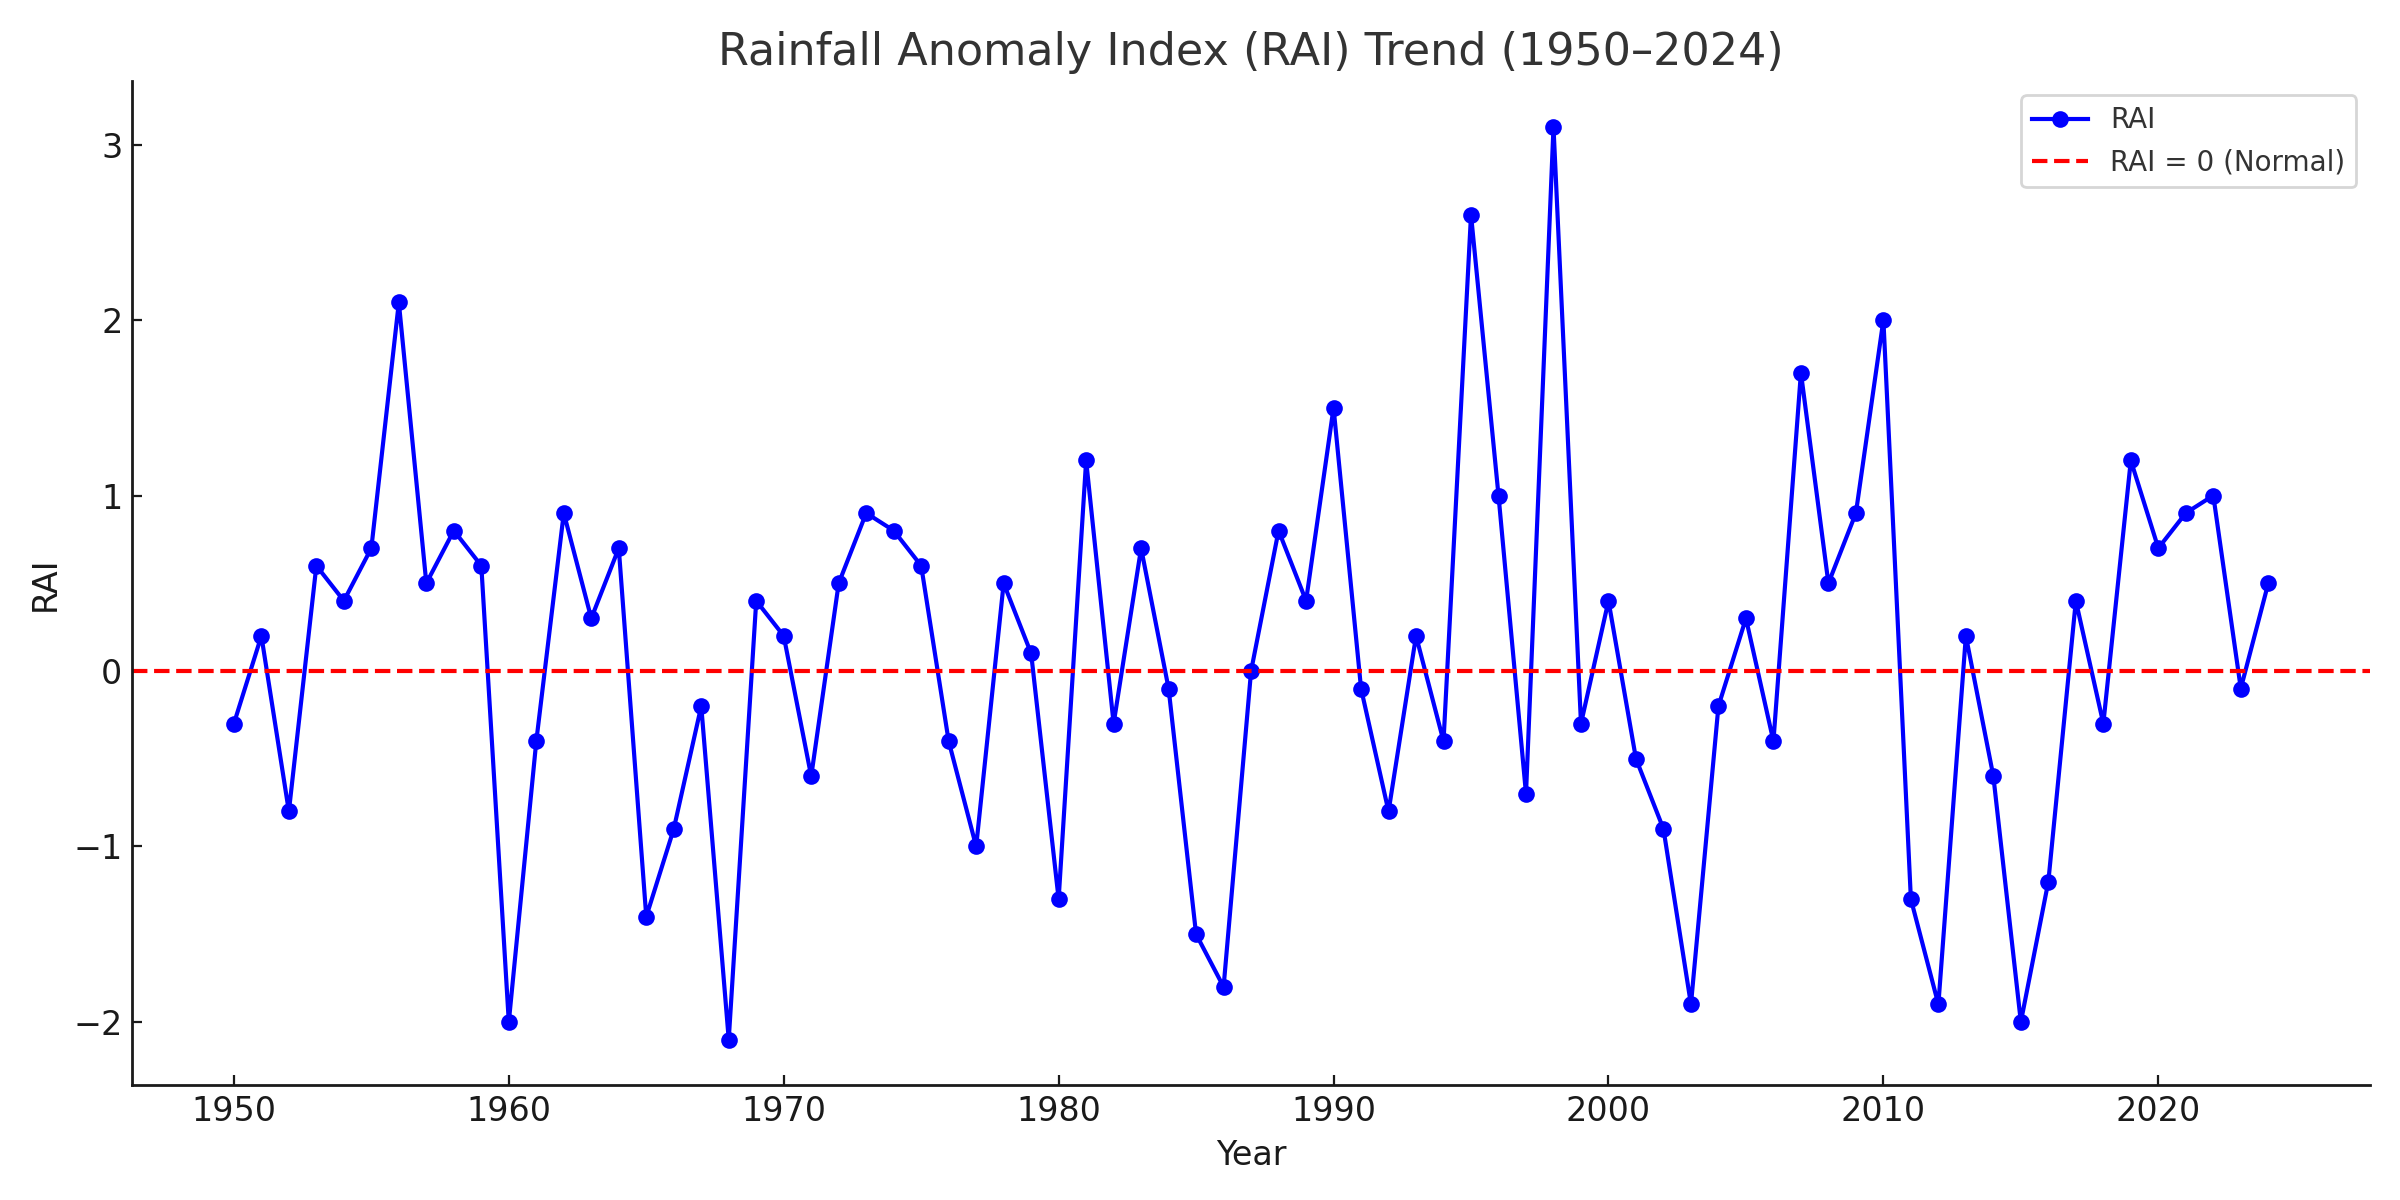 Rainfall Anomaly Index (RAI) Trend (1950–2024)
RAI
RAI = 0 (Normal)
3
2
1
0
−1
−2
RAI
1950 1960 1970 1980 1990 2000 2010 2020
Year